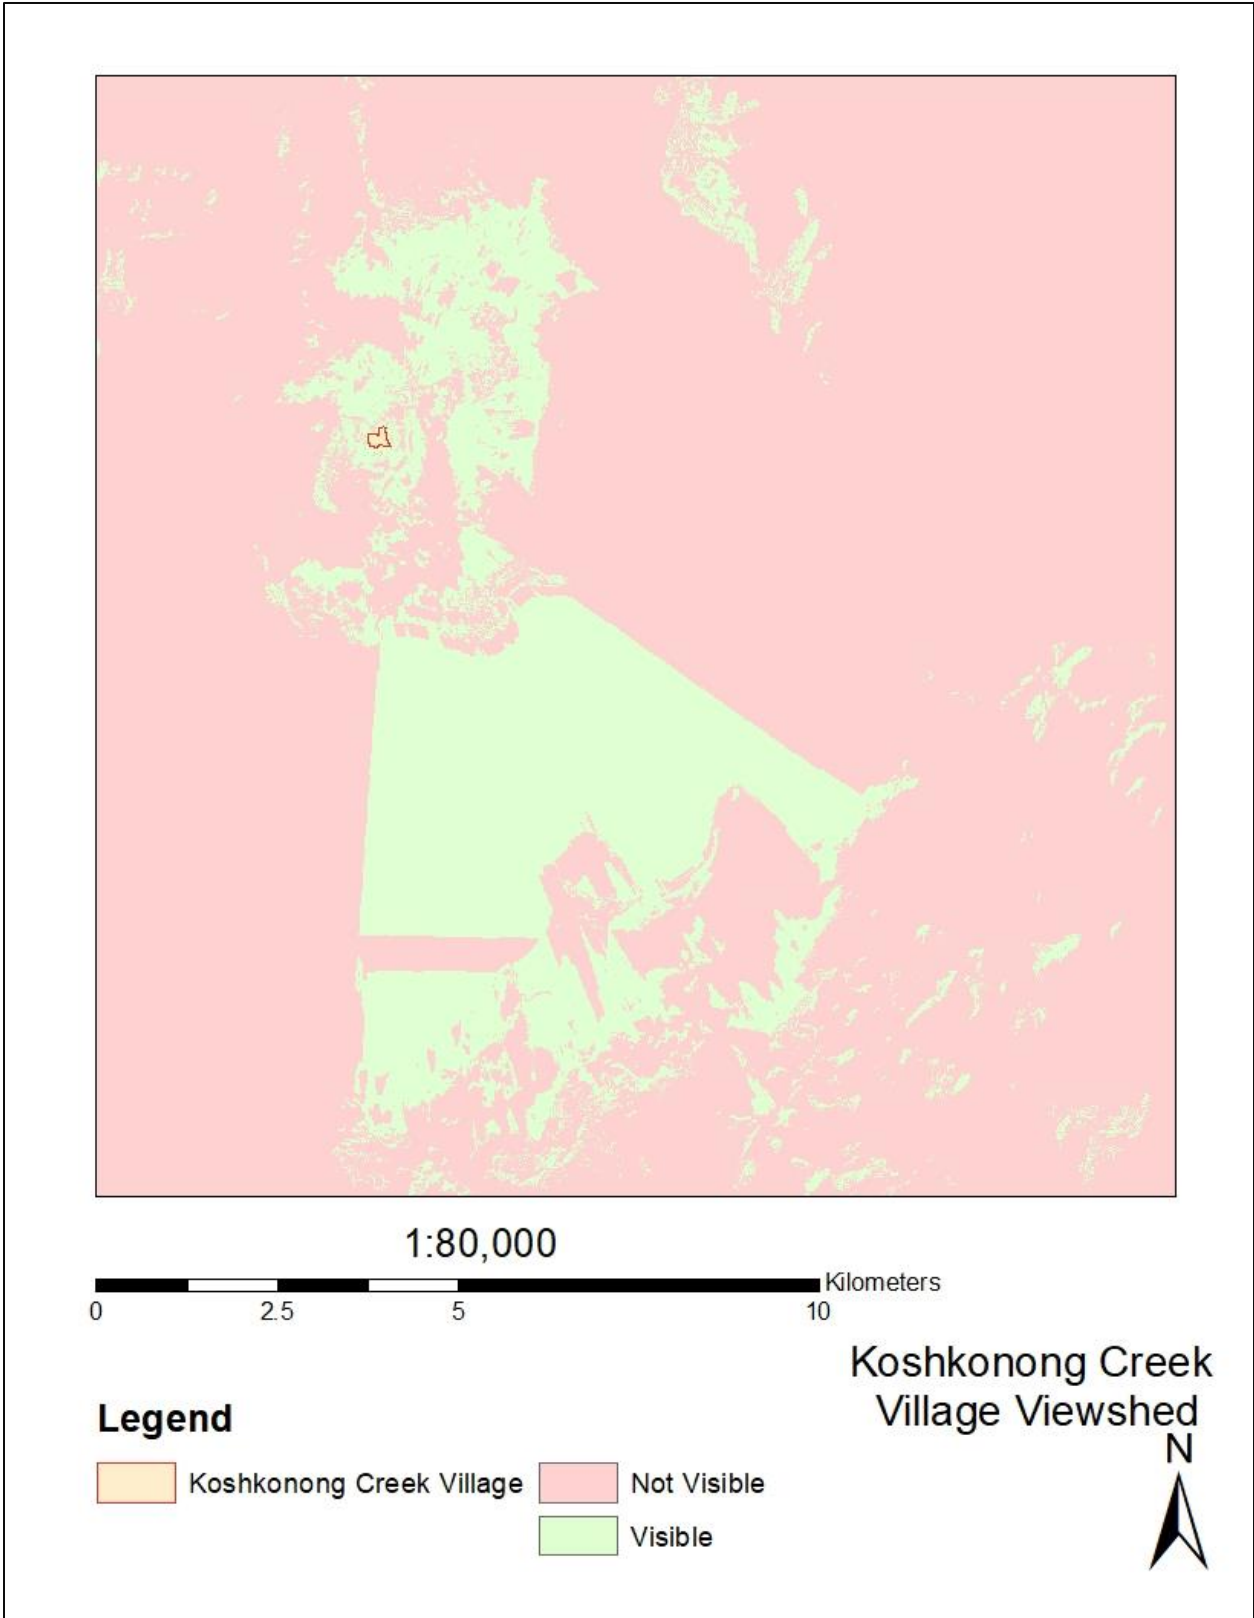 1:80,000
Kilometers
0 2.5 5 10
Koshkonong Creek
Village Viewshed
N
Legend
Koshkonong Creek Village
Not Visible
Visible